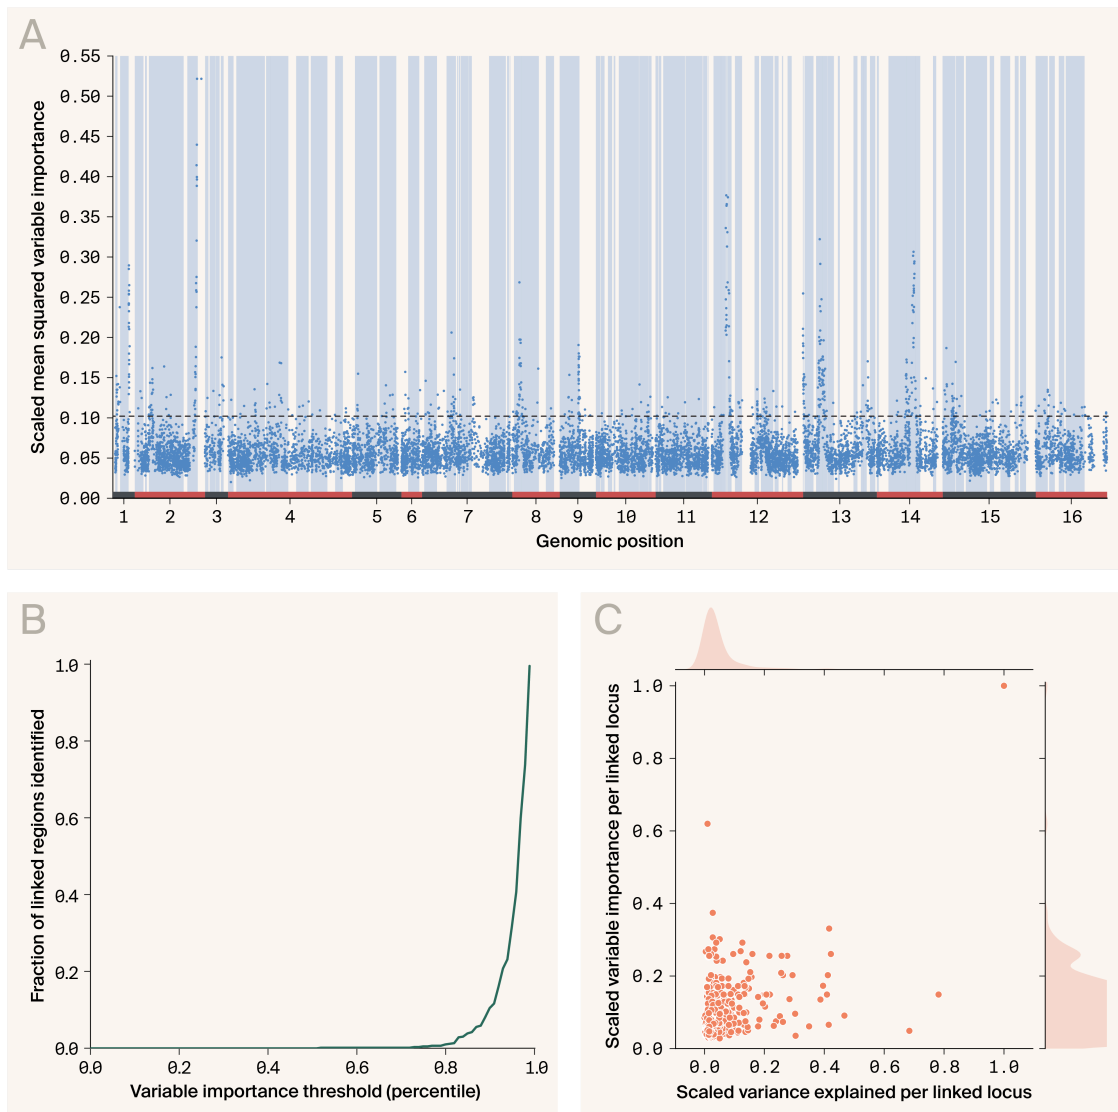 A
0.55
0.50
0.45
0.40
0.35
0.30
0.25
0.20
0.15
0.10
0.05
0.00
Scaled mean squared variable importance
1 2 3 4 5 6 7 8 9 10 11 12 13 14 15 16
Genomic position
B
1.0
0.8
0.6
0.4
0.2
0.0
Fraction of linked regions identified
0.0 0.2 0.4 0.6 0.8 1.0
Variable importance threshold (percentile)
C
1.0
0.8
0.6
0.4
0.2
0.0
Scaled variable importance per linked locus
0.0 0.2 0.4 0.6 0.8 1.0
Scaled variance explained per linked locus